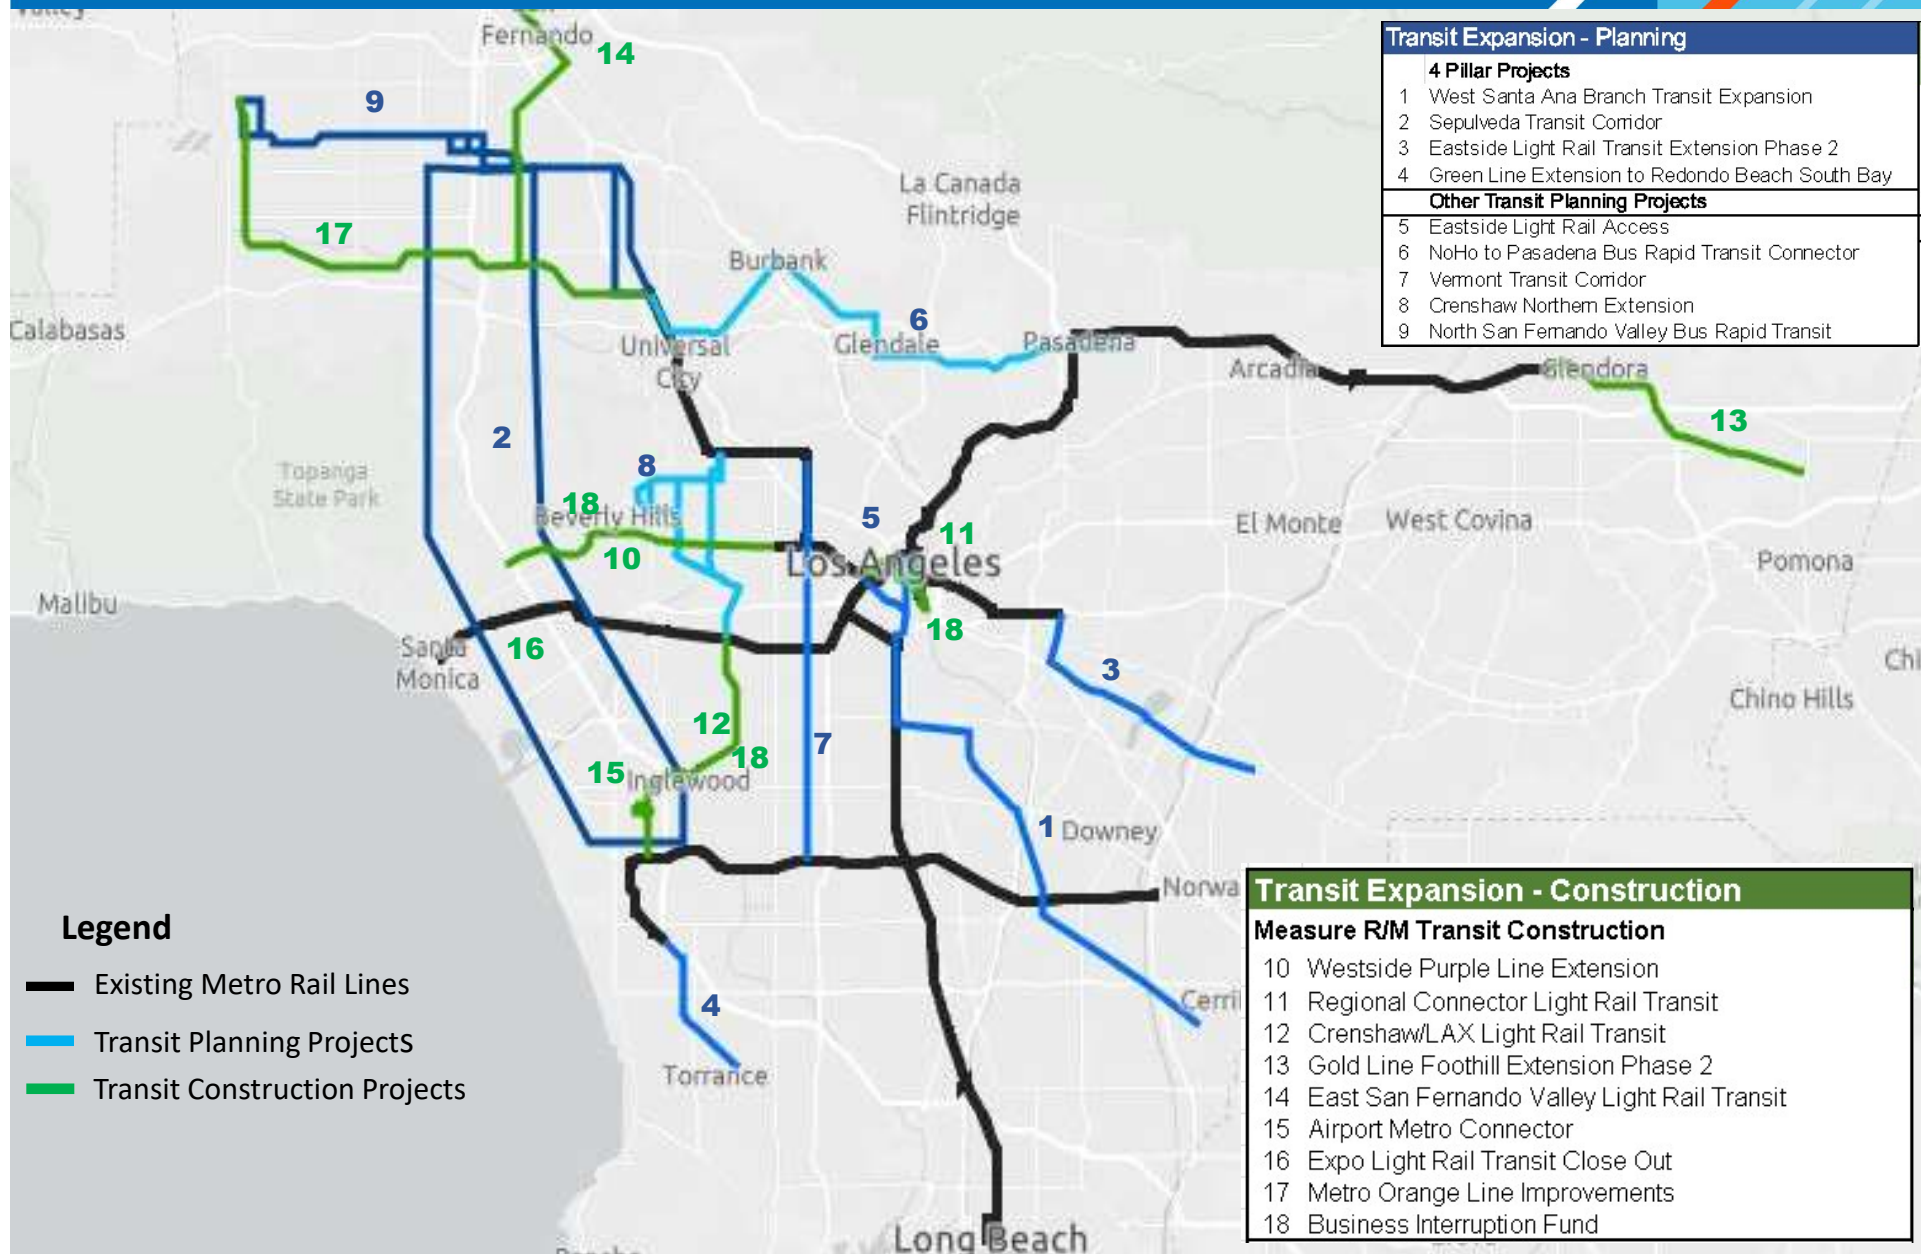 Valley
Fernando
14
9
Transit Expansion - Planning
4 Pillar Projects
1 West Santa Ana Branch Transit Expansion
2 Sepulveda Transit Corridor
3 Eastside Light Rail Transit Extension Phase 2
4 Green Line Extension to Redondo Beach South Bay
Other Transit Planning Projects
5 Eastside Light Rail Access
6 NoHo to Pasadena Bus Rapid Transit Connector
7 Vermont Transit Corridor
8 Crenshaw Northern Extension
9 North San Fernando Valley Bus Rapid Transit
La Canada
Flintridge
17
Burbank
Calabasas
6
Universal
City
Glendale
Pasadena
Arcadia
Glendora
13
2
8
Topanga
State Park
18
Beverly Hills
10
5
11
Los Angeles
El Monte
West Covina
Pomona
Malibu
18
Santa
Monica
16
3
Chi
Chino Hills
12
18
7
15
Inglewood
1
Downey
Norwa
Cerri
4
Torrance
Long Beach
Legend
Existing Metro Rail Lines
Transit Planning Projects
Transit Construction Projects
Transit Expansion - Construction
Measure R/M Transit Construction
10 Westside Purple Line Extension
11 Regional Connector Light Rail Transit
12 Crenshaw/LAX Light Rail Transit
13 Gold Line Foothill Extension Phase 2
14 East San Fernando Valley Light Rail Transit
15 Airport Metro Connector
16 Expo Light Rail Transit Close Out
17 Metro Orange Line Improvements
18 Business Interruption Fund